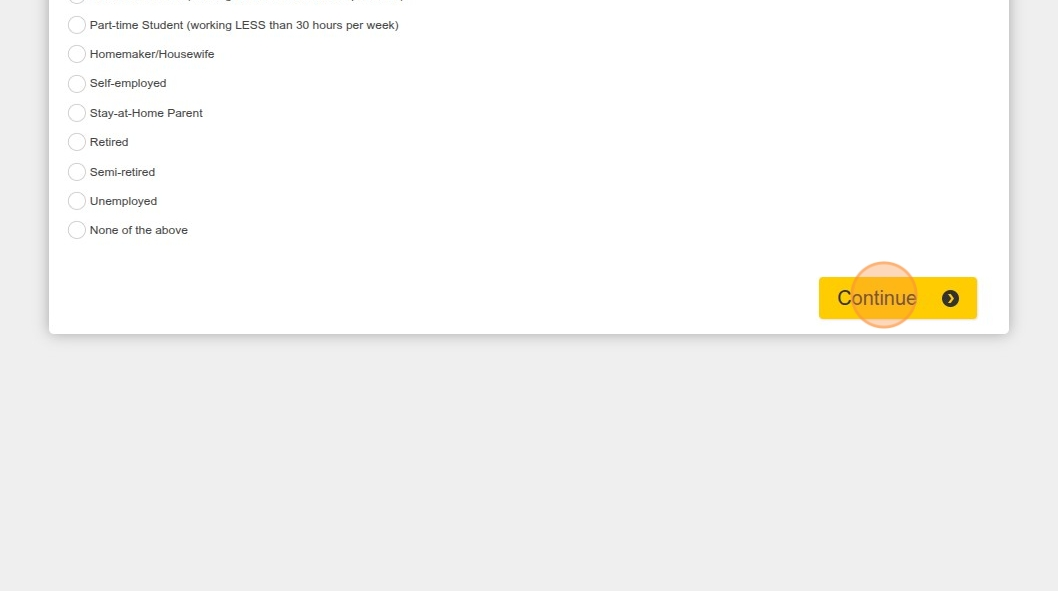 Part-time Student (working LESS than 30 hours per week)
Homemaker/Housewife
Self-employed
Stay-at-Home Parent
Retired
Semi-retired
Unemployed
None of the above
Continue